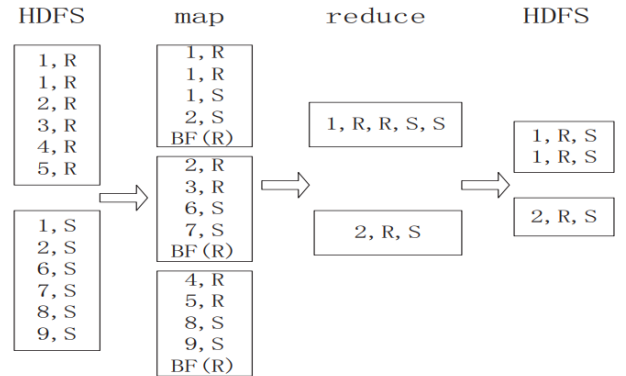 HDFS map reduce HDFS
1, R
1, R
2, R
3, R
4, R
5, R
1, S
2, S
6, S
7, S
8, S
9, S
1, R
1, R
1, S
2, S
BF(R)
2, R
3, R
6, S
7, S
BF(R)
4, R
5, R
8, S
9, S
BF(R)
1, R, R, S, S
2, R, S
1, R, S
1, R, S
2, R, S